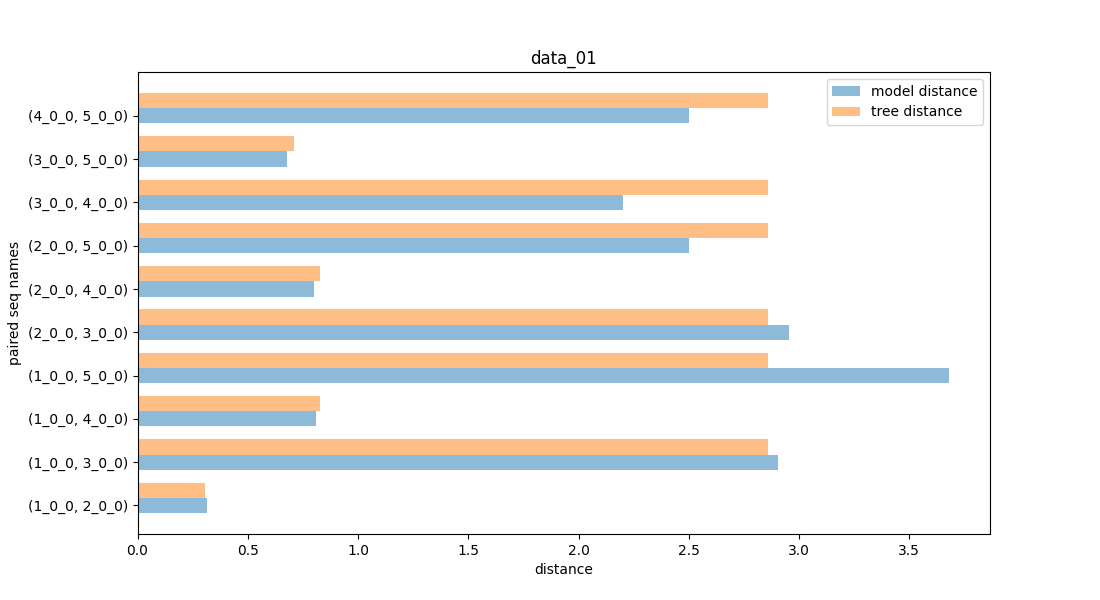 data_01
model distance
tree distance
(4_0_0, 5_0_0)
(3_0_0, 5_0_0)
(3_0_0, 4_0_0)
(2_0_0, 5_0_0)
(2_0_0, 4_0_0)
(2_0_0, 3_0_0)
(1_0_0, 5_0_0)
(1_0_0, 4_0_0)
(1_0_0, 3_0_0)
(1_0_0, 2_0_0)
paired seq names
0.0 0.5 1.0 1.5 2.0 2.5 3.0 3.5
distance